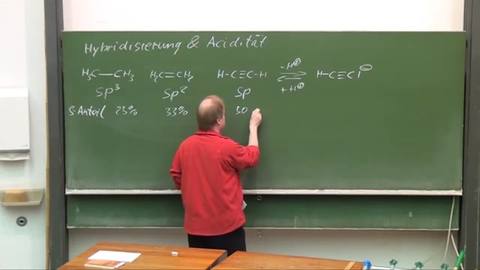 Hybridisierung & Acidität
H₃C—CH₃ H₂C=CH₂ H-C≡C-H -H⊕ ⇌ +H⊕ H-C≡C|⊖
sp³ sp² sp
s Anteil 25% 33% 50